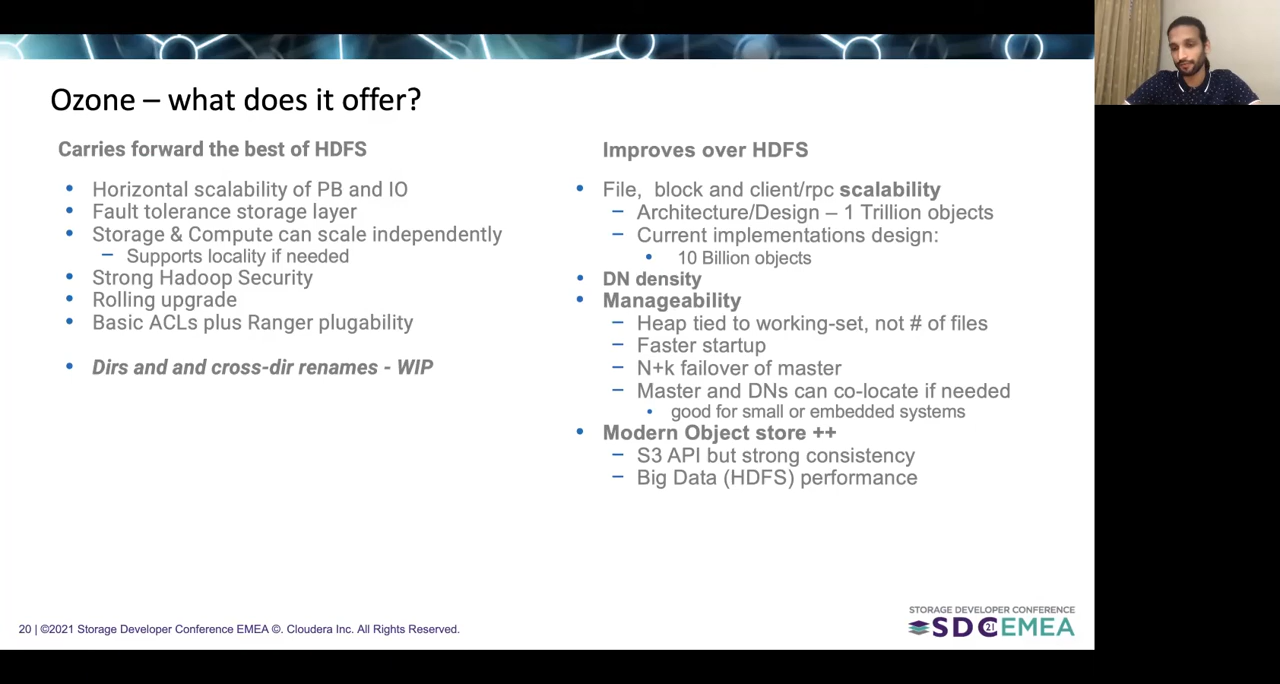 Ozone – what does it offer?
Carries forward the best of HDFS
Horizontal scalability of PB and IO
Fault tolerance storage layer
Storage & Compute can scale independently
Supports locality if needed
Strong Hadoop Security
Rolling upgrade
Basic ACLs plus Ranger plugability
Dirs and and cross-dir renames - WIP
Improves over HDFS
File, block and client/rpc scalability
Architecture/Design – 1 Trillion objects
Current implementations design:
10 Billion objects
DN density
Manageability
Heap tied to working-set, not # of files
Faster startup
N+k failover of master
Master and DNs can co-locate if needed
good for small or embedded systems
Modern Object store ++
S3 API but strong consistency
Big Data (HDFS) performance
20 | ©2021 Storage Developer Conference EMEA ©. Cloudera Inc. All Rights Reserved.
STORAGE DEVELOPER CONFERENCE
SDC 21 EMEA